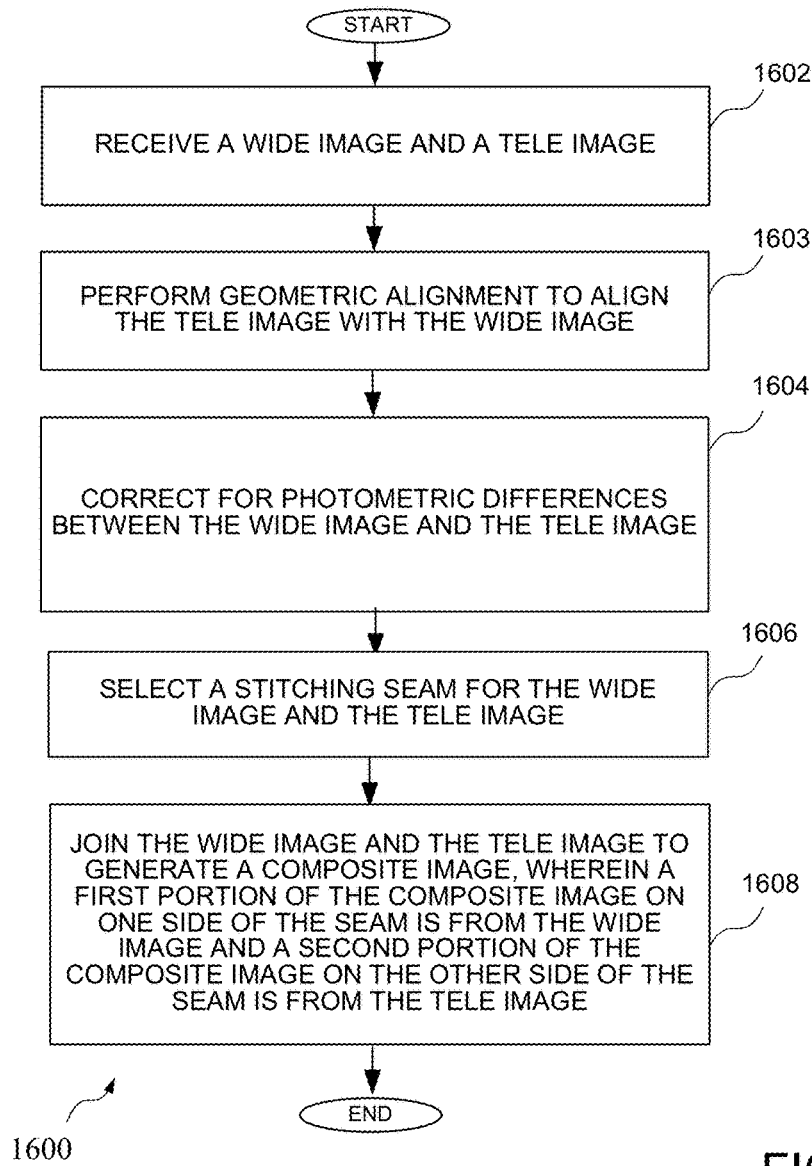 START
1602
RECEIVE A WIDE IMAGE AND A TELE IMAGE
1603
PERFORM GEOMETRIC ALIGNMENT TO ALIGN
THE TELE IMAGE WITH THE WIDE IMAGE
1604
CORRECT FOR PHOTOMETRIC DIFFERENCES
BETWEEN THE WIDE IMAGE AND THE TELE IMAGE
1606
SELECT A STITCHING SEAM FOR THE WIDE
IMAGE AND THE TELE IMAGE
JOIN THE WIDE IMAGE AND THE TELE IMAGE TO
GENERATE A COMPOSITE IMAGE, WHEREIN A
FIRST PORTION OF THE COMPOSITE IMAGE ON
ONE SIDE OF THE SEAM IS FROM THE WIDE
IMAGE AND A SECOND PORTION OF THE
COMPOSITE IMAGE ON THE OTHER SIDE OF THE
SEAM IS FROM THE TELE IMAGE
1608
END
1600